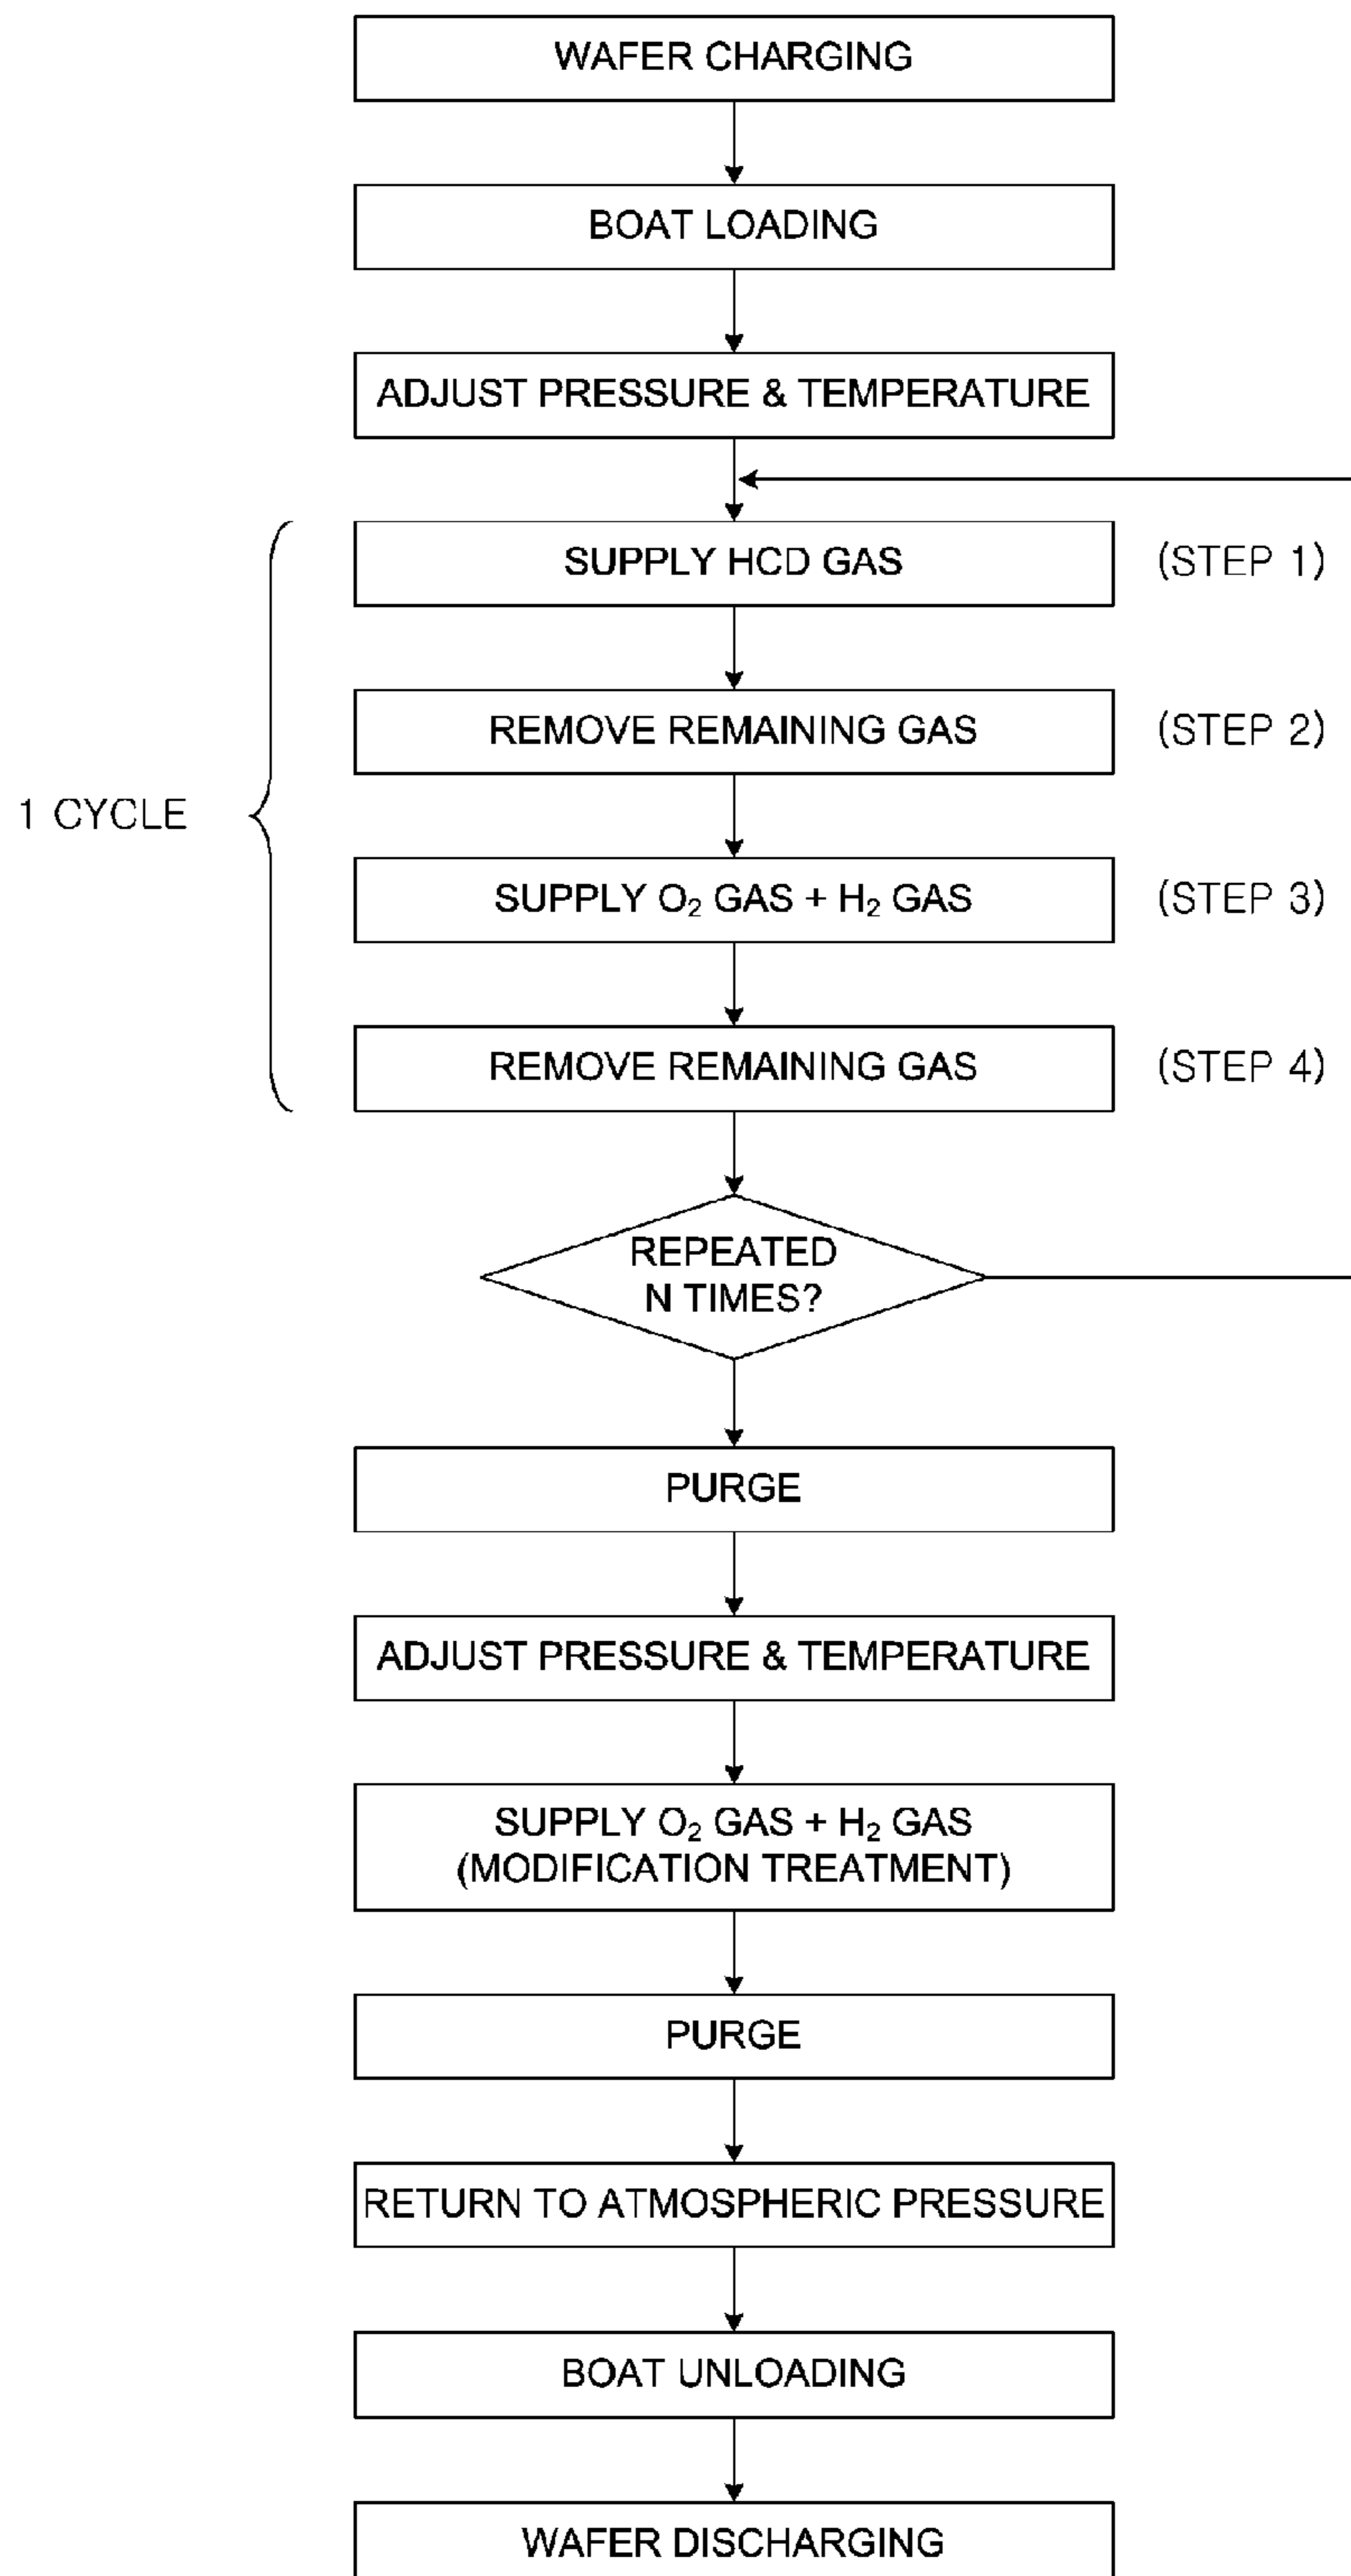 WAFER CHARGING
BOAT LOADING
ADJUST PRESSURE & TEMPERATURE
SUPPLY HCD GAS
(STEP 1)
REMOVE REMAINING GAS
(STEP 2)
1 CYCLE
SUPPLY O₂ GAS + H₂ GAS
(STEP 3)
REMOVE REMAINING GAS
(STEP 4)
REPEATED
N TIMES?
PURGE
ADJUST PRESSURE & TEMPERATURE
SUPPLY O₂ GAS + H₂ GAS
(MODIFICATION TREATMENT)
PURGE
RETURN TO ATMOSPHERIC PRESSURE
BOAT UNLOADING
WAFER DISCHARGING